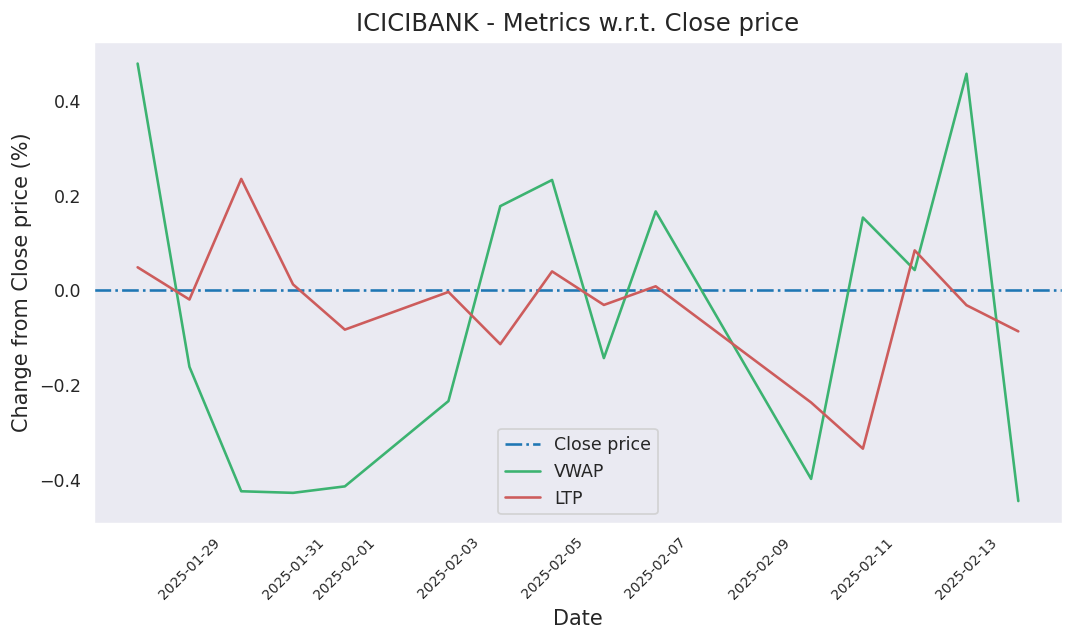 ICICIBANK - Metrics w.r.t. Close price
Change from Close price (%)
0.4
0.2
0.0
−0.2
−0.4
Close price
VWAP
LTP
2025-01-29
2025-01-31
2025-02-01
2025-02-03
2025-02-05
2025-02-07
2025-02-09
2025-02-11
2025-02-13
Date